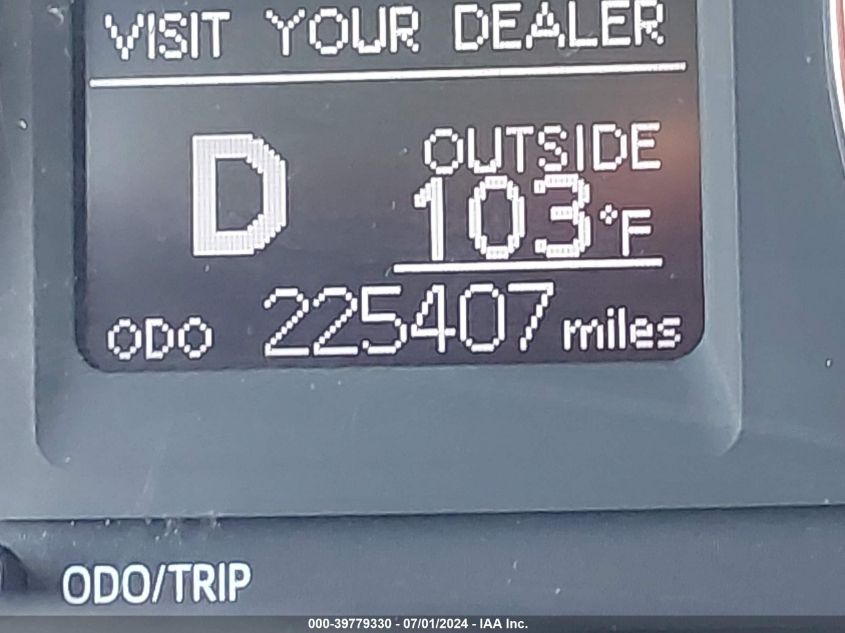 VISIT YOUR DEALER
D
OUTSIDE
103°F
ODO 225407 miles
ODO/TRIP
000-39779330 - 07/01/2024 - IAA Inc.